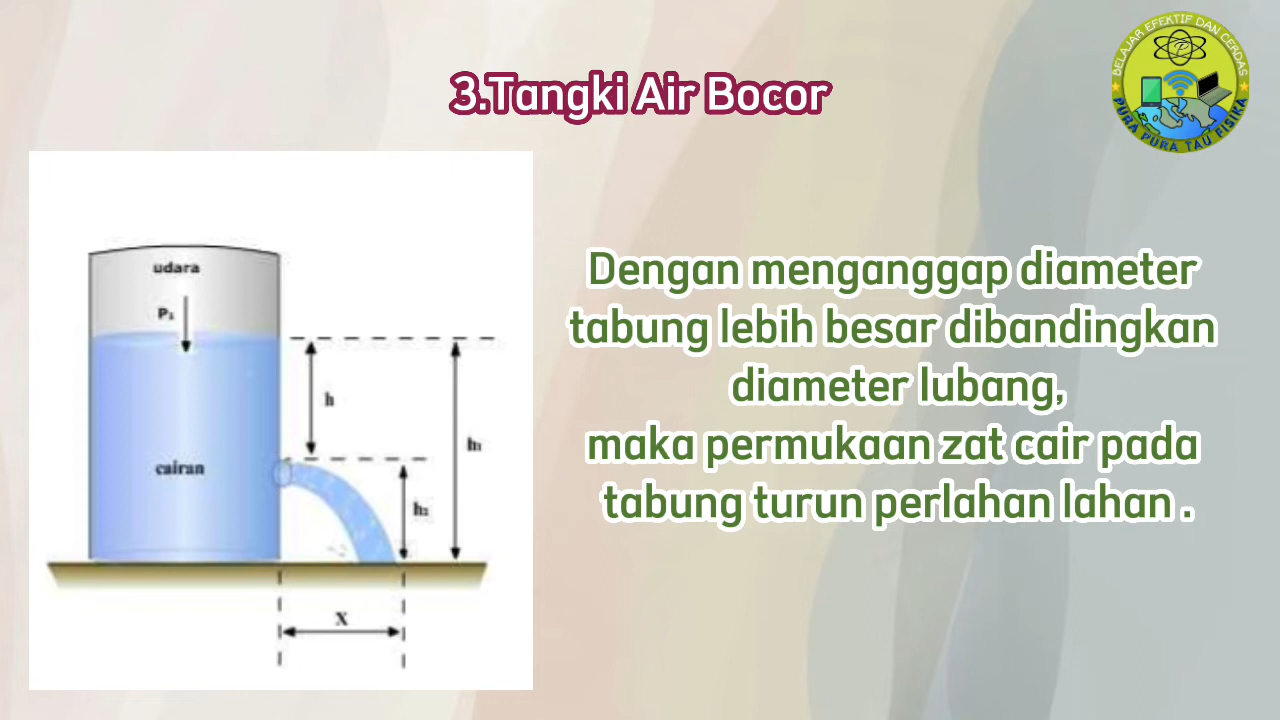 3.Tangki Air Bocor
BELAJAR EFEKTIF DAN CERDAS
PURA PURA TAU FISIKA
udara
P₁
h
h₁
cairan
h₂
X
Dengan menganggap diameter
tabung lebih besar dibandingkan
diameter lubang,
maka permukaan zat cair pada
tabung turun perlahan lahan .